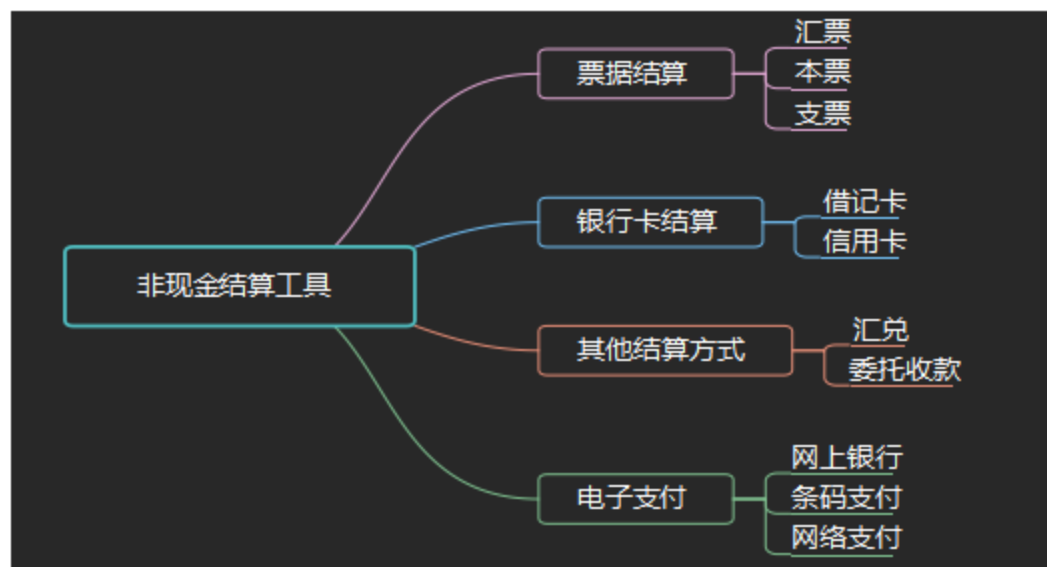 非现金结算工具
票据结算
汇票
本票
支票
银行卡结算
借记卡
信用卡
其他结算方式
汇兑
委托收款
电子支付
网上银行
条码支付
网络支付